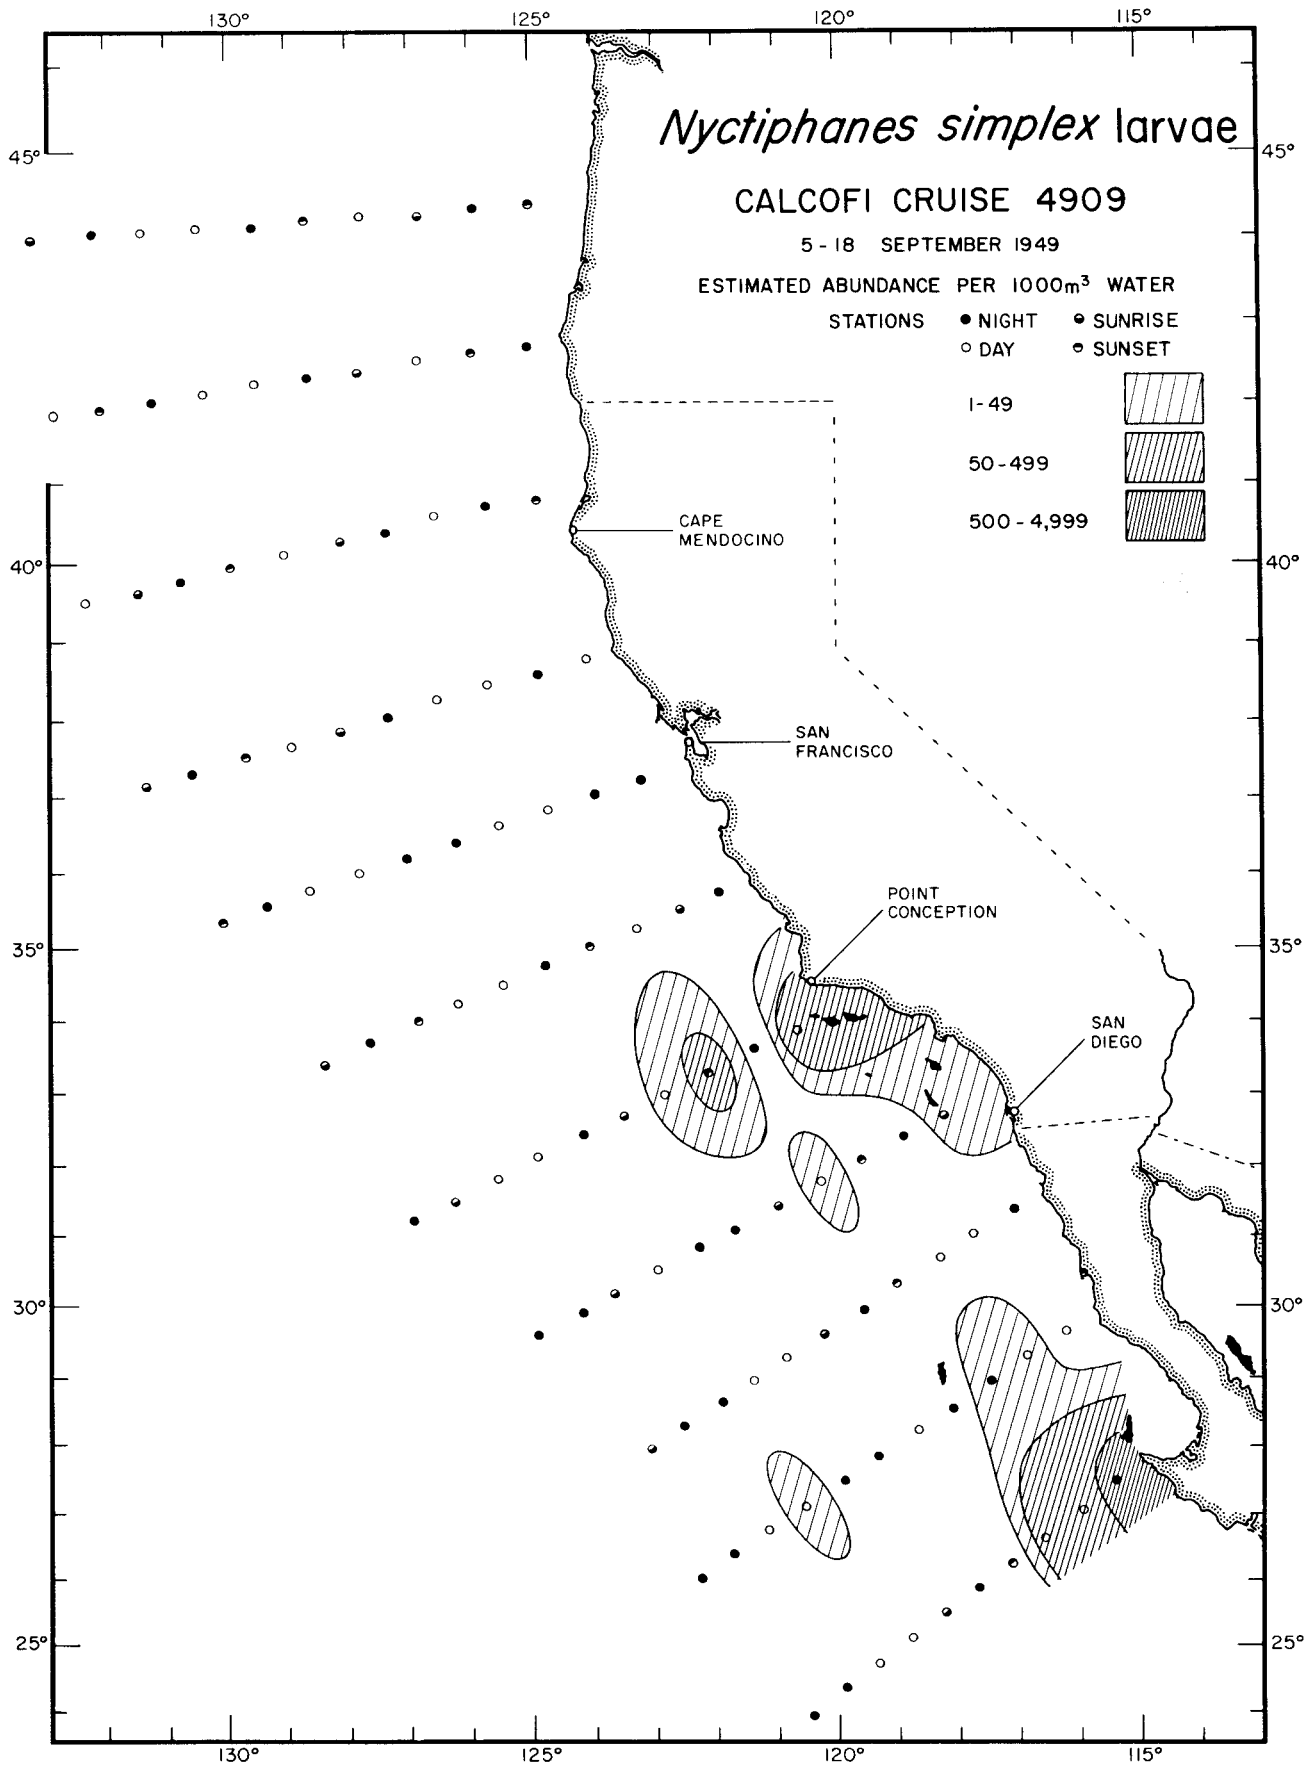 130° 125° 120° 115°
Nyctiphanes simplex larvae
45° 45°
CALCOFI CRUISE 4909
5-18 SEPTEMBER 1949
ESTIMATED ABUNDANCE PER 1000m³ WATER
STATIONS NIGHT SUNRISE
DAY SUNSET
1-49
50-499
500-4,999
CAPE
MENDOCINO
40° 40°
SAN
FRANCISCO
POINT
CONCEPTION
35° 35°
SAN
DIEGO
30° 30°
25° 25°
130° 125° 120° 115°